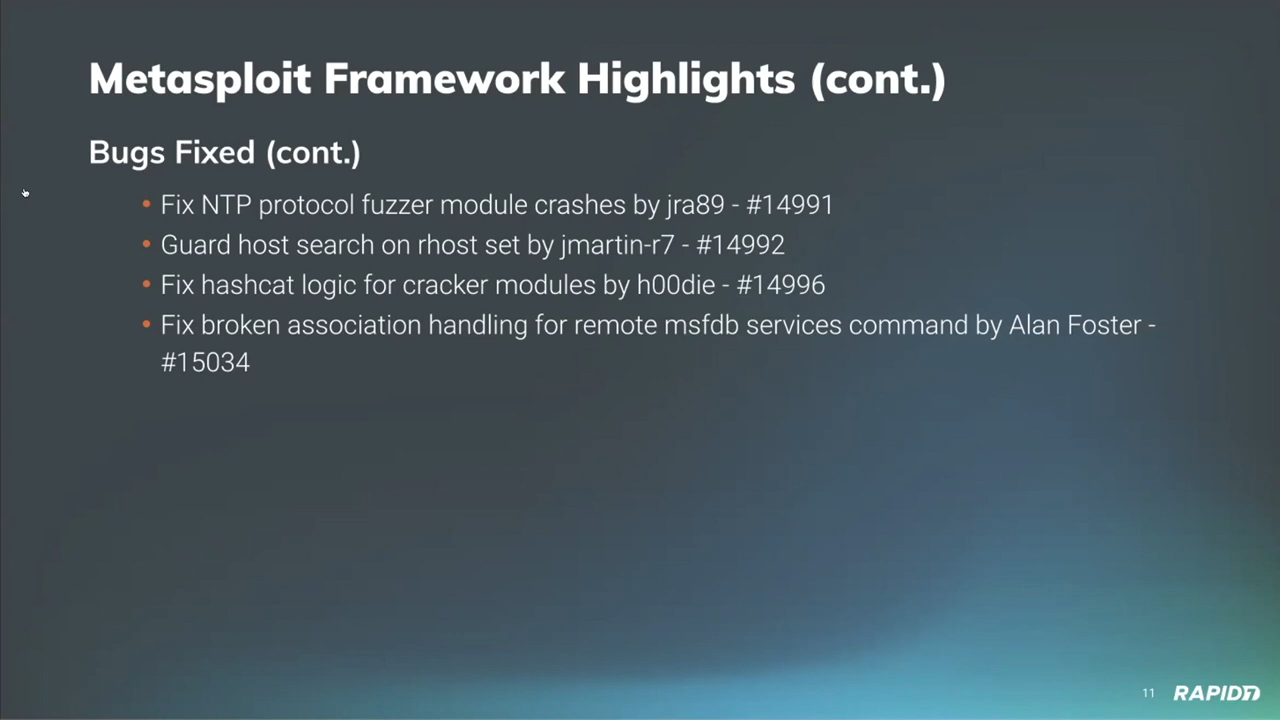 Metasploit Framework Highlights (cont.)
Bugs Fixed (cont.)
• Fix NTP protocol fuzzer module crashes by jra89 - #14991
• Guard host search on rhost set by jmartin-r7 - #14992
• Fix hashcat logic for cracker modules by h00die - #14996
• Fix broken association handling for remote msfdb services command by Alan Foster -
#15034
11 RAPID7